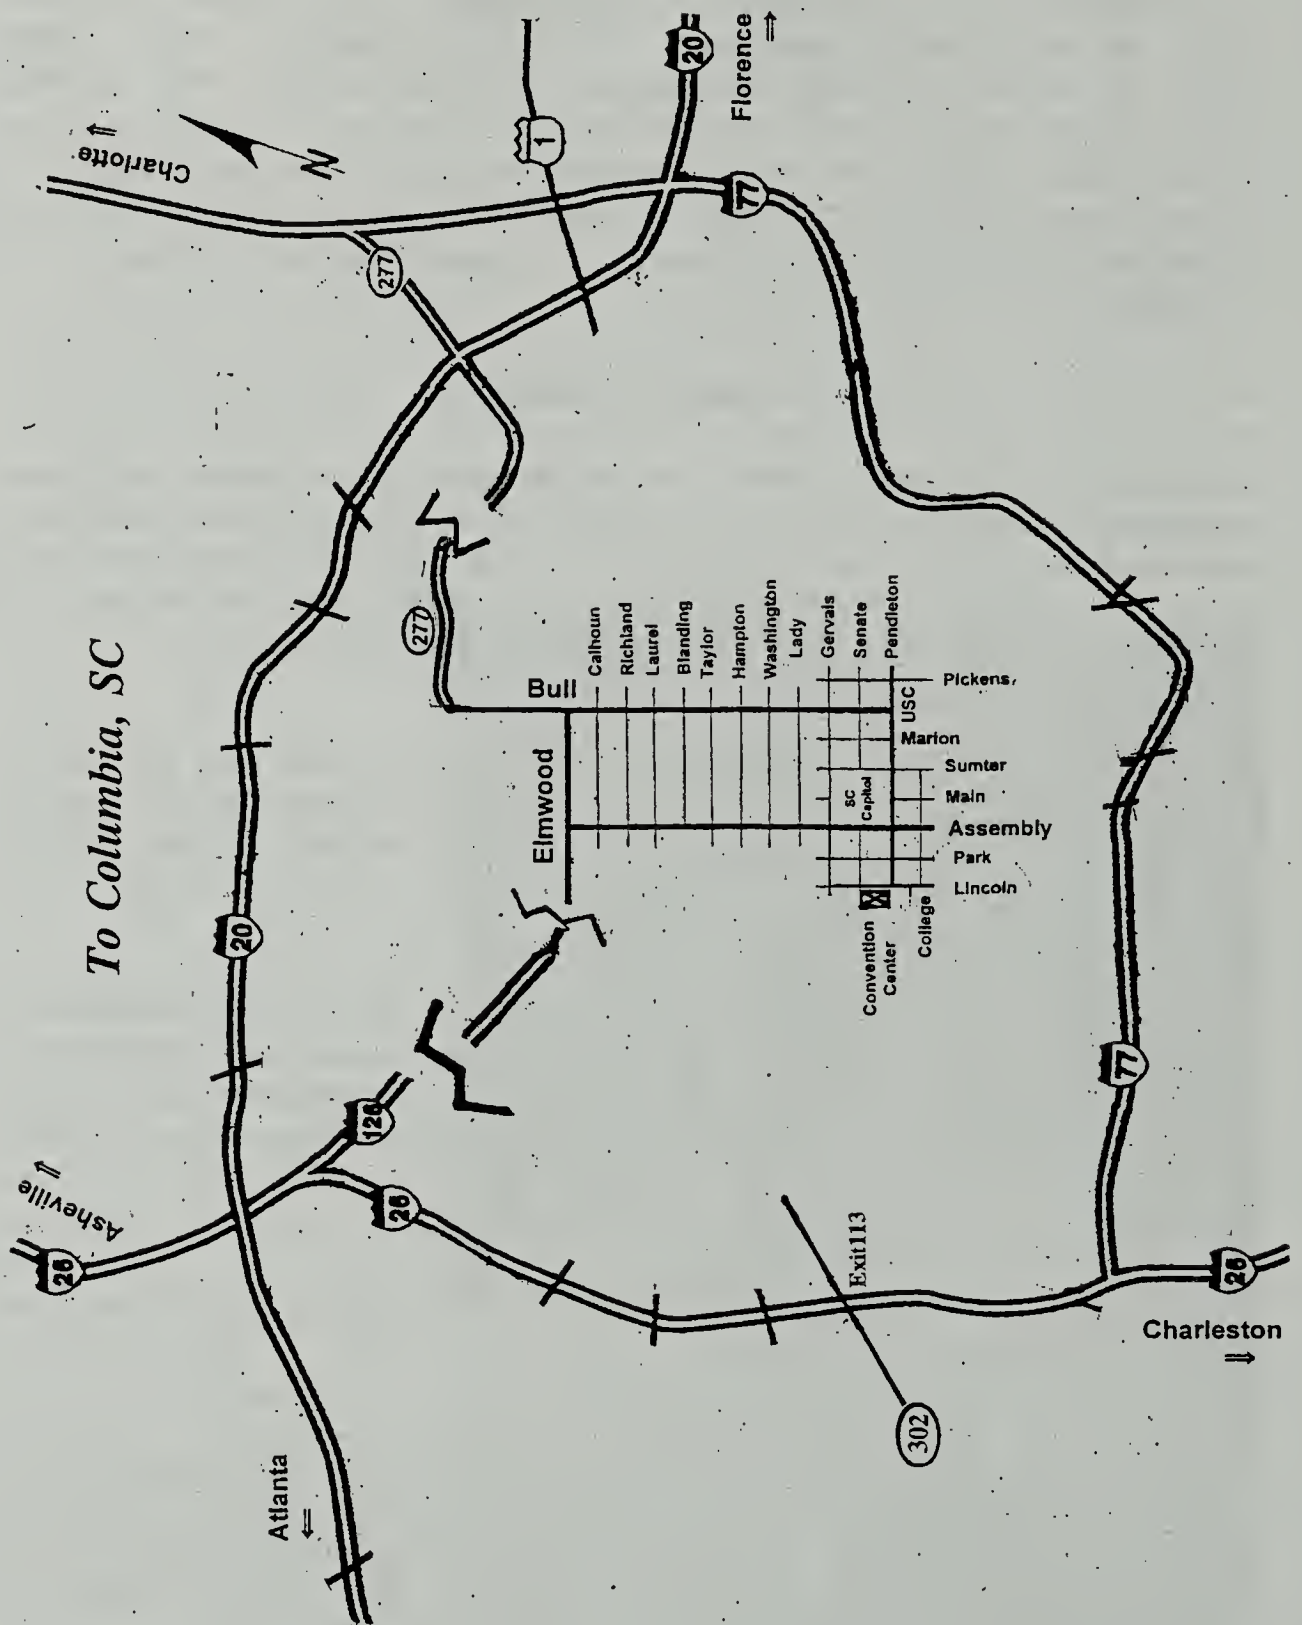 To Columbia, SC
Asheville
26
Charlotte
N
277
1
20
Florence
77
20
126
26
277
Bull
Elmwood
Calhoun
Richland
Laurel
Blanding
Taylor
Hampton
Washington
Lady
Gervais
Senate
Pendleton
Pickens
USC
Marion
Sumter
SC
Capitol
Main
Assembly
Park
Lincoln
Convention
Center
College
Atlanta
Exit113
302
77
26
Charleston